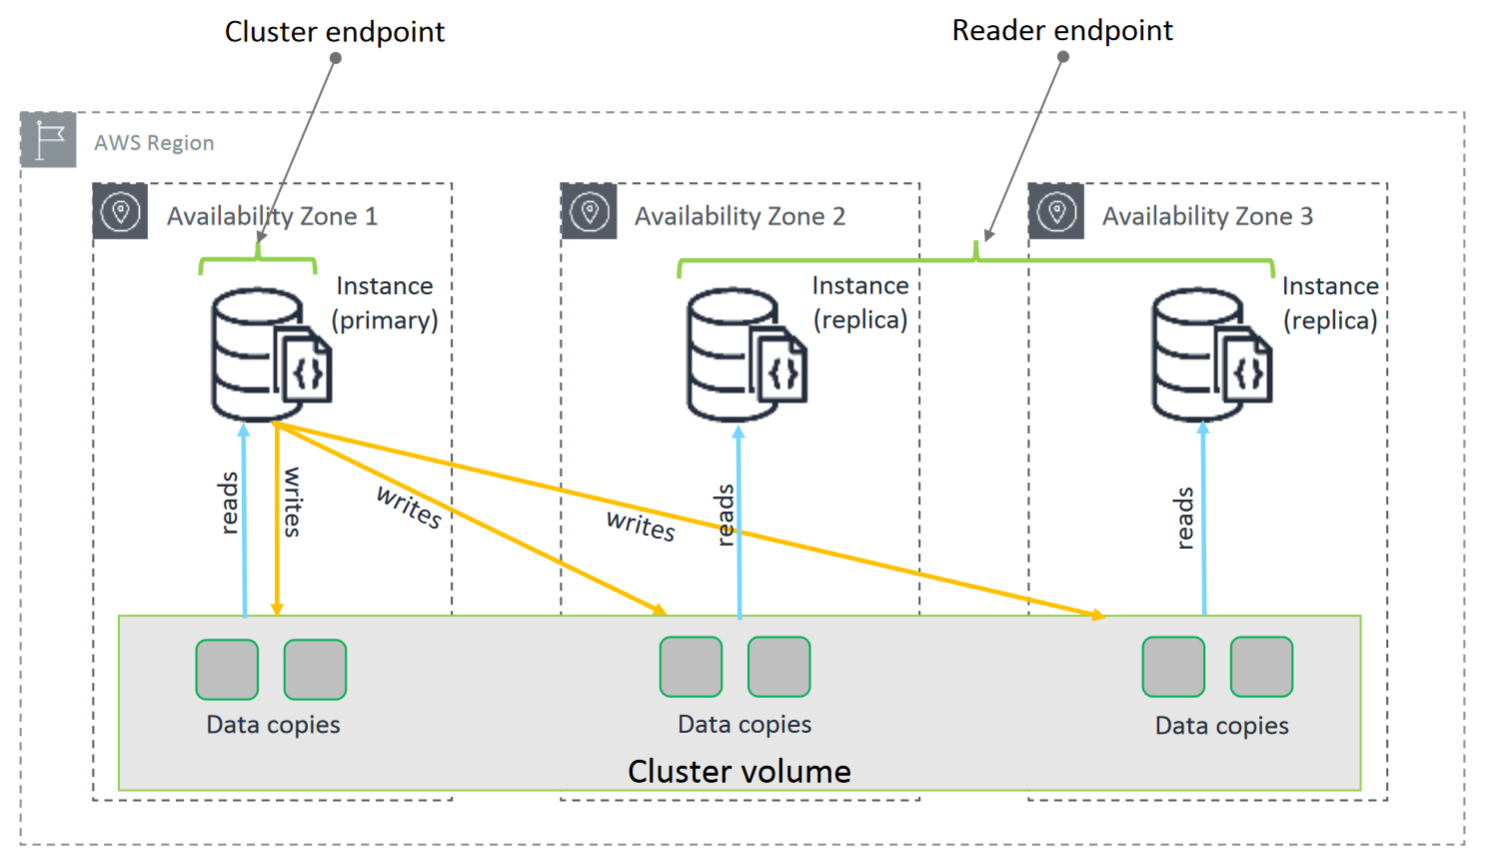 Cluster endpoint
Reader endpoint
AWS Region
Availability Zone 1
Availability Zone 2
Availability Zone 3
Instance
(primary)
Instance
(replica)
Instance
(replica)
reads
writes
writes
writes
reads
reads
Data copies
Data copies
Data copies
Cluster volume